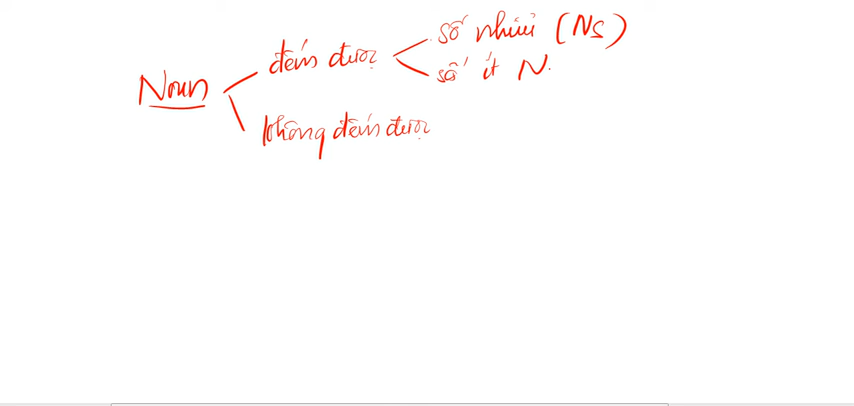 số nhiều (Ns)
đếm được
số ít N.
Noun
không đếm được